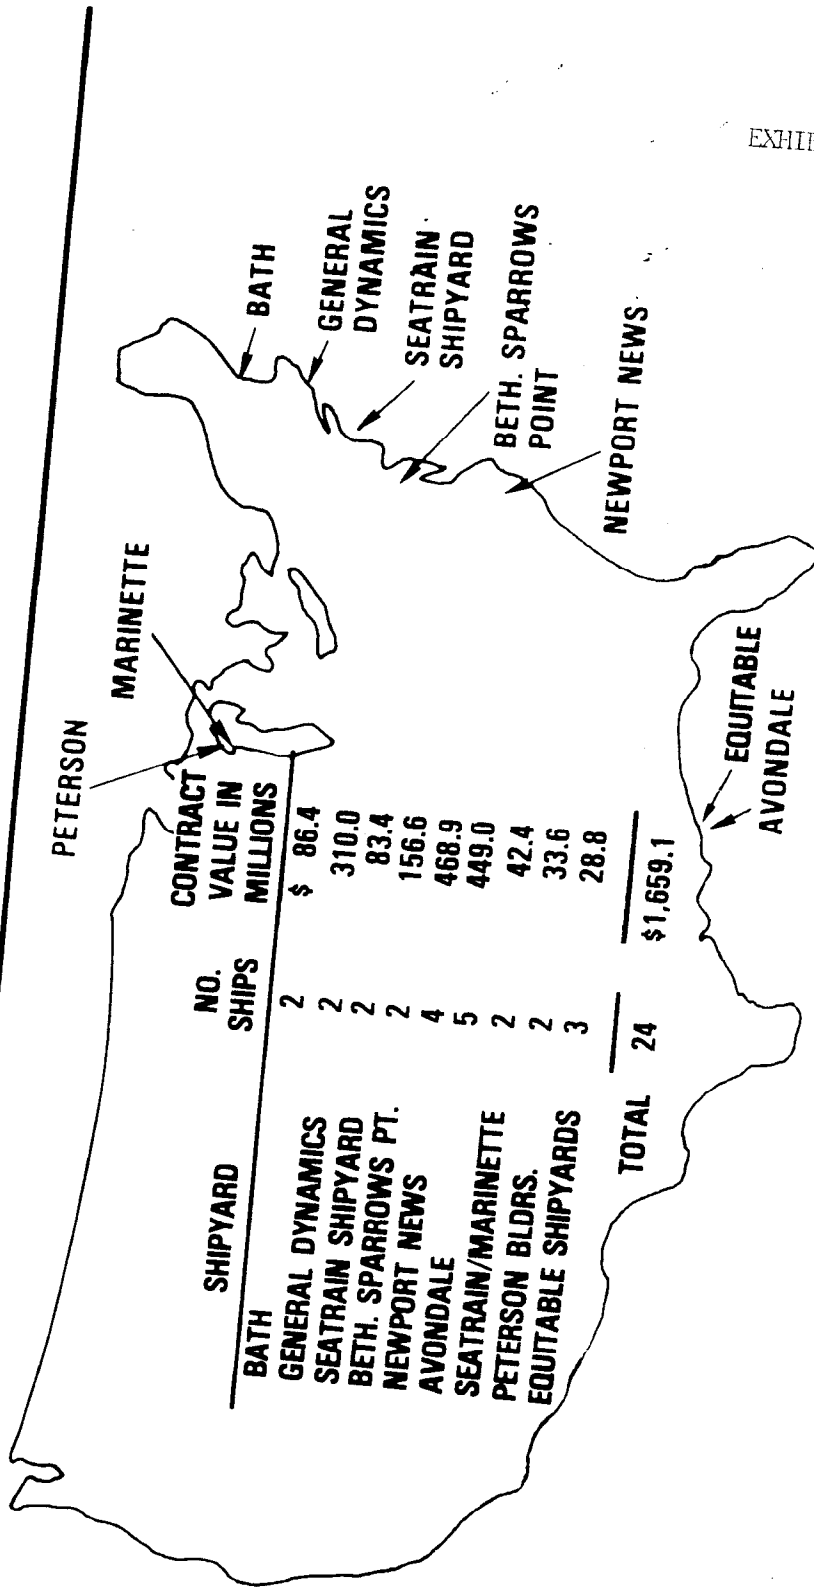 PETERSON
MARINETTE
BATH
GENERAL
DYNAMICS
SEATRAIN
SHIPYARD
BETH. SPARROWS
POINT
NEWPORT NEWS
EQUITABLE
AVONDALE
SHIPYARD NO. SHIPS CONTRACT VALUE IN MILLIONS
BATH 2 $ 86.4
GENERAL DYNAMICS 2 310.0
SEATRAIN SHIPYARD 2 83.4
BETH. SPARROWS PT. 2 156.6
NEWPORT NEWS 4 468.9
AVONDALE 5 449.0
SEATRAIN/MARINETTE 2 42.4
PETERSON BLDRS. 2 33.6
EQUITABLE SHIPYARDS 3 28.8
TOTAL 24 $1,659.1